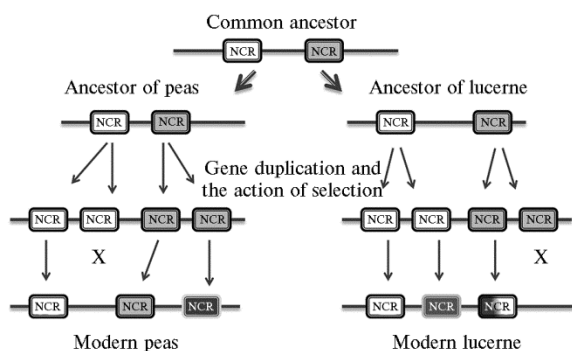 Common ancestor
NCR NCR
Ancestor of peas
Ancestor of lucerne
NCR NCR
NCR NCR
Gene duplication and
the action of selection
NCR NCR NCR NCR
NCR NCR NCR NCR
X
X
NCR NCR NCR
NCR NCR NCR
Modern peas
Modern lucerne